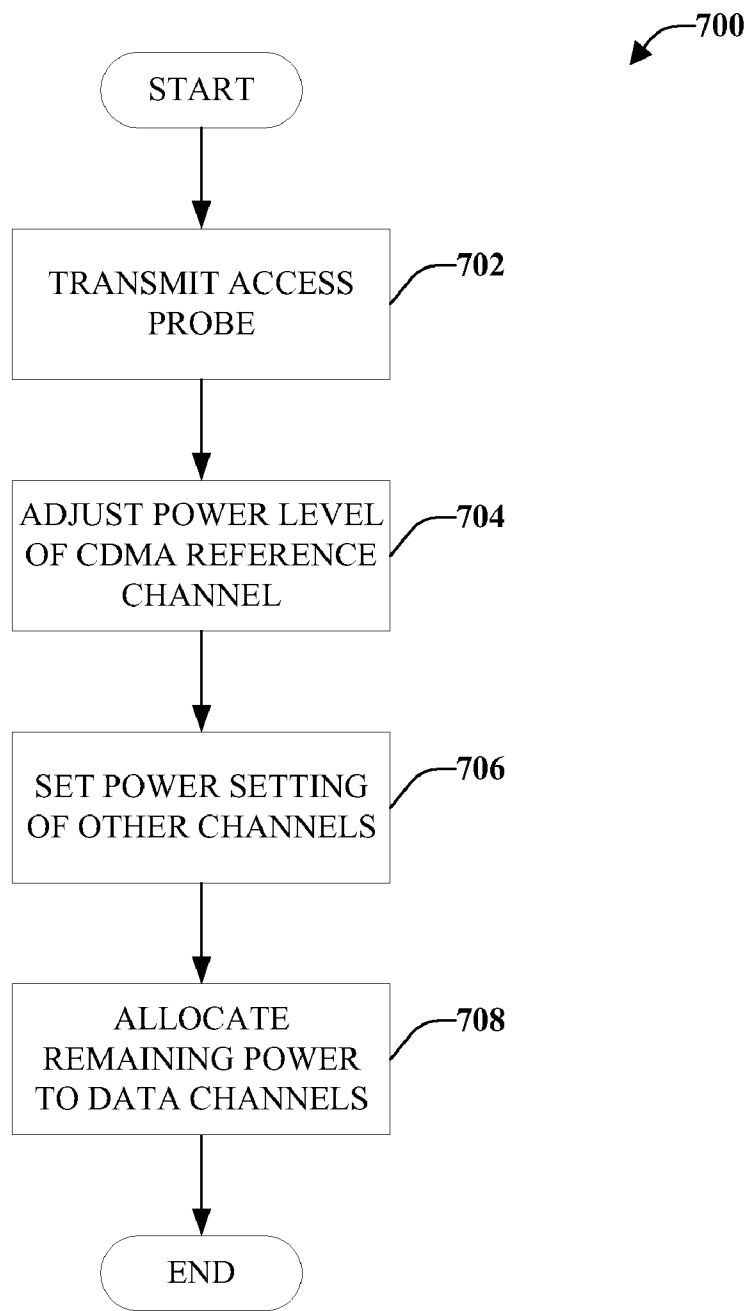 700
START
TRANSMIT ACCESS
PROBE
702
ADJUST POWER LEVEL
OF CDMA REFERENCE
CHANNEL
704
SET POWER SETTING
OF OTHER CHANNELS
706
ALLOCATE
REMAINING POWER
TO DATA CHANNELS
708
END